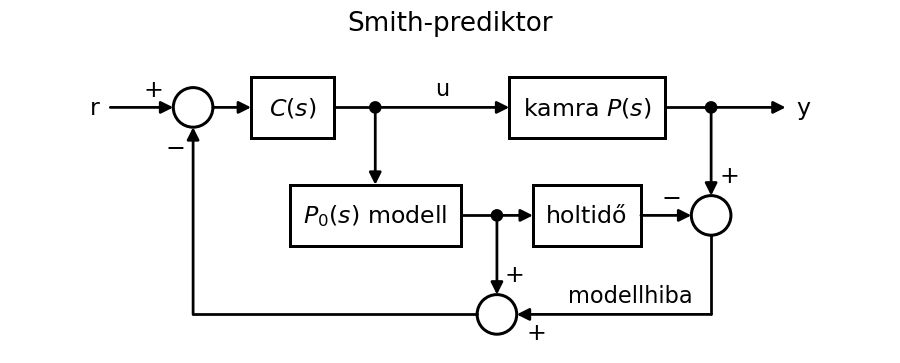 Smith-prediktor
r
+
−
C(s)
u
kamra P(s)
y
P₀(s) modell
holtidő
−
+
+
modellhiba
+